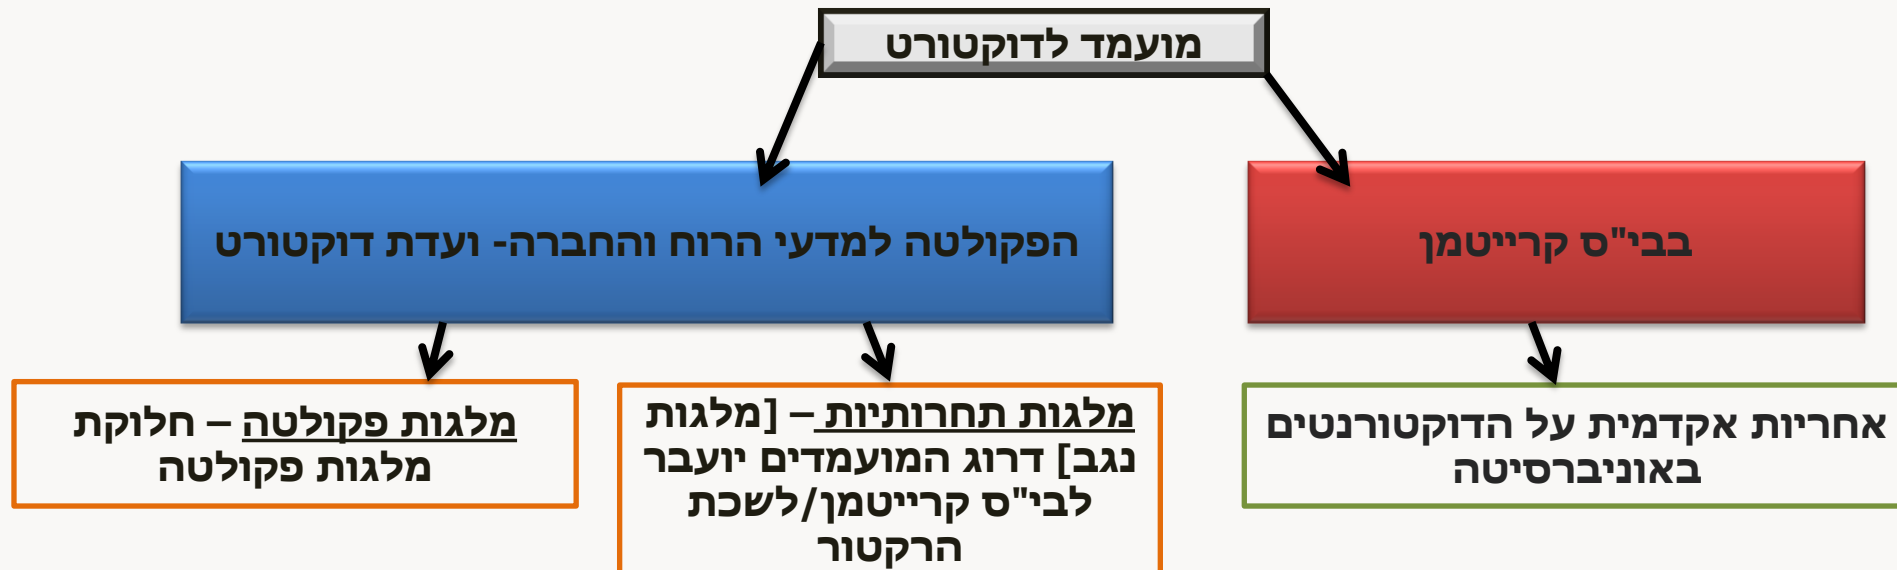 מועמד לדוקטורט
בבי"ס קרייטמן
הפקולטה למדעי הרוח והחברה- ועדת דוקטורט
אחריות אקדמית על הדוקטורנטים
באוניברסיטה
מלגות תחרותיות – [מלגות
נגב] דרוג המועמדים יועבר
לבי"ס קרייטמן/לשכת
הרקטור
מלגות פקולטה – חלוקת
מלגות פקולטה